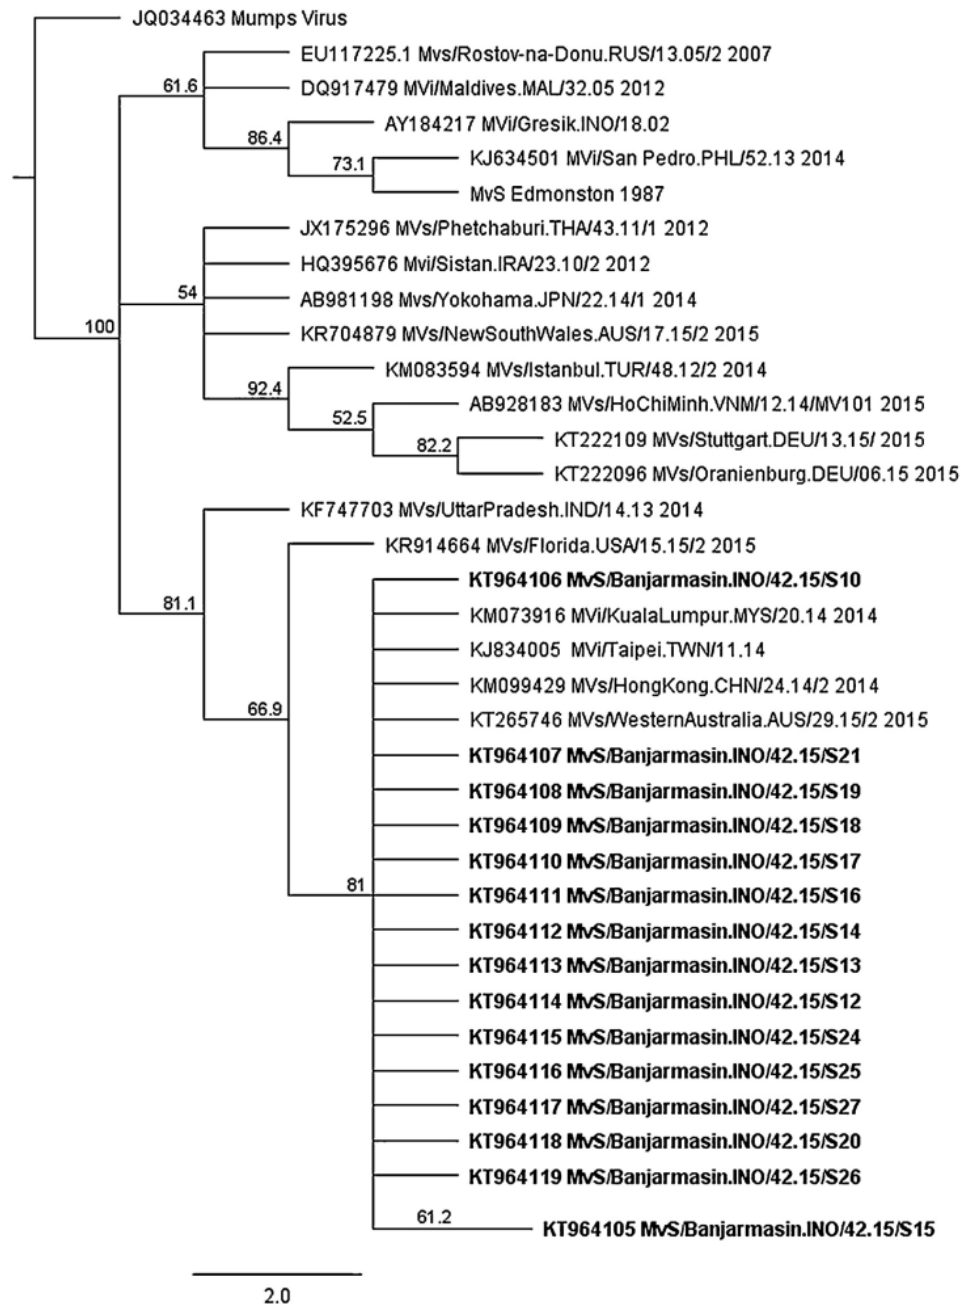 JQ034463 Mumps Virus
EU117225.1 Mvs/Rostov-na-Donu.RUS/13.05/2 2007
61.6
DQ917479 MVi/Maldives.MAL/32.05 2012
AY184217 MVi/Gresik.INO/18.02
86.4
KJ634501 MVi/San Pedro.PHL/52.13 2014
73.1
MvS Edmonston 1987
JX175296 MVs/Phetchaburi.THA/43.11/1 2012
HQ395676 Mvi/Sistan.IRA/23.10/2 2012
54
AB981198 Mvs/Yokohama.JPN/22.14/1 2014
100
KR704879 MVs/NewSouthWales.AUS/17.15/2 2015
KM083594 MVs/Istanbul.TUR/48.12/2 2014
92.4
AB928183 MVs/HoChiMinh.VNM/12.14/MV101 2015
52.5
KT222109 MVs/Stuttgart.DEU/13.15/ 2015
82.2
KT222096 MVs/Oranienburg.DEU/06.15 2015
KF747703 MVs/UttarPradesh.IND/14.13 2014
KR914664 MVs/Florida.USA/15.15/2 2015
KT964106 MvS/Banjarmasin.INO/42.15/S10
81.1
KM073916 MVi/KualaLumpur.MYS/20.14 2014
KJ834005 MVi/Taipei.TWN/11.14
KM099429 MVs/HongKong.CHN/24.14/2 2014
66.9
KT265746 MVs/WesternAustralia.AUS/29.15/2 2015
KT964107 MvS/Banjarmasin.INO/42.15/S21
KT964108 MvS/Banjarmasin.INO/42.15/S19
KT964109 MvS/Banjarmasin.INO/42.15/S18
KT964110 MvS/Banjarmasin.INO/42.15/S17
81
KT964111 MvS/Banjarmasin.INO/42.15/S16
KT964112 MvS/Banjarmasin.INO/42.15/S14
KT964113 MvS/Banjarmasin.INO/42.15/S13
KT964114 MvS/Banjarmasin.INO/42.15/S12
KT964115 MvS/Banjarmasin.INO/42.15/S24
KT964116 MvS/Banjarmasin.INO/42.15/S25
KT964117 MvS/Banjarmasin.INO/42.15/S27
KT964118 MvS/Banjarmasin.INO/42.15/S20
KT964119 MvS/Banjarmasin.INO/42.15/S26
61.2
KT964105 MvS/Banjarmasin.INO/42.15/S15
2.0